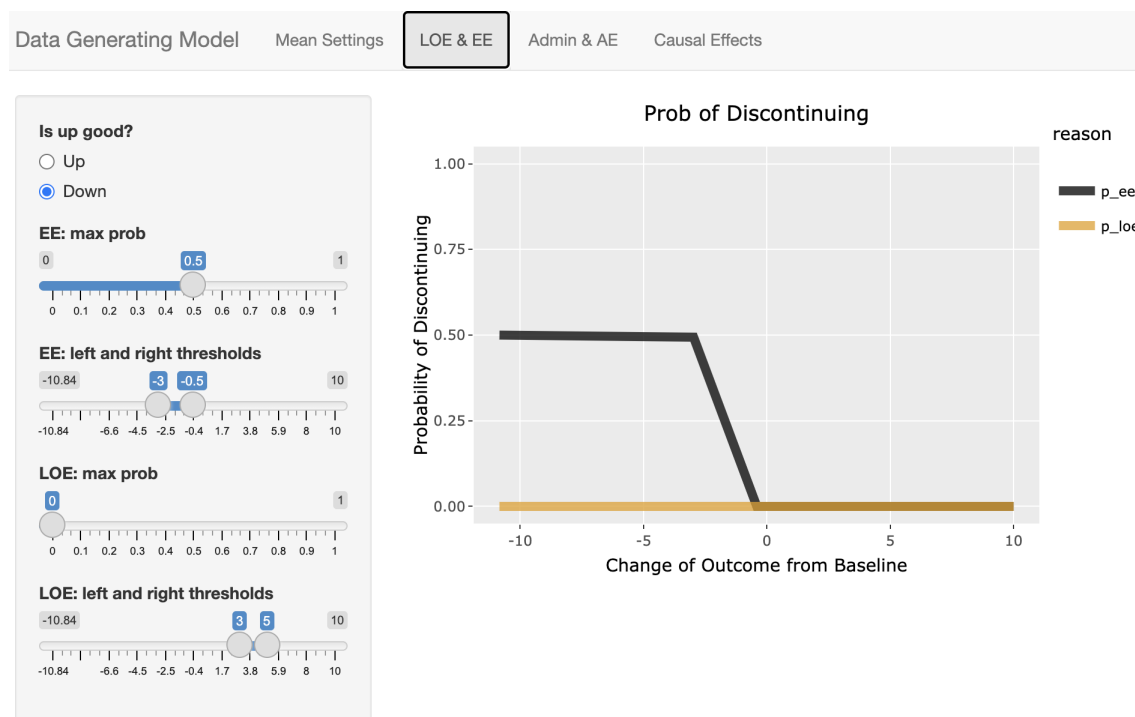 Data Generating Model Mean Settings LOE & EE Admin & AE Causal Effects
Is up good?
Up
Down
EE: max prob
0 0.5 1
0 0.1 0.2 0.3 0.4 0.5 0.6 0.7 0.8 0.9 1
EE: left and right thresholds
-10.84 -3 -0.5 10
-10.84 -6.6 -4.5 -2.5 -0.4 1.7 3.8 5.9 8 10
LOE: max prob
0 1
0 0.1 0.2 0.3 0.4 0.5 0.6 0.7 0.8 0.9 1
LOE: left and right thresholds
-10.84 3 5 10
-10.84 -6.6 -4.5 -2.5 -0.4 1.7 3.8 5.9 8 10
Prob of Discontinuing
Probability of Discontinuing
1.00
0.75
0.50
0.25
0.00
-10 -5 0 5 10
Change of Outcome from Baseline
reason
p_ee
p_loe